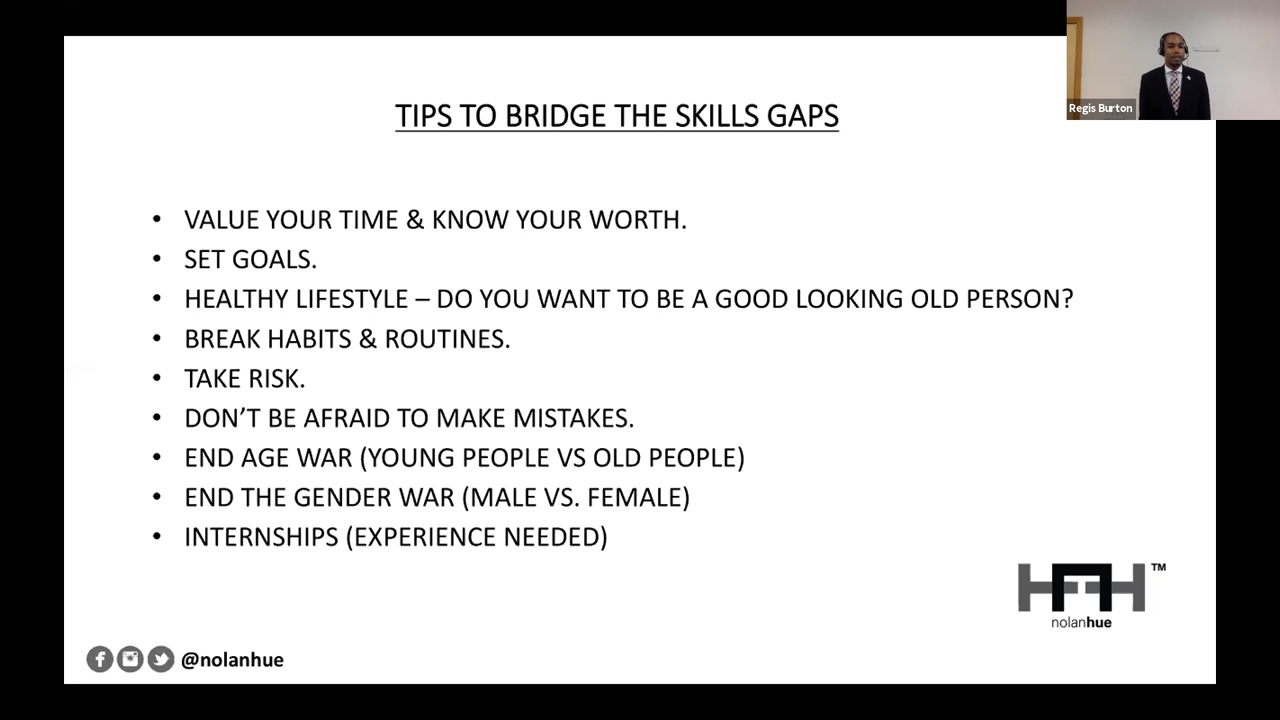 Regis Burton
TIPS TO BRIDGE THE SKILLS GAPS
• VALUE YOUR TIME & KNOW YOUR WORTH.
• SET GOALS.
• HEALTHY LIFESTYLE – DO YOU WANT TO BE A GOOD LOOKING OLD PERSON?
• BREAK HABITS & ROUTINES.
• TAKE RISK.
• DON’T BE AFRAID TO MAKE MISTAKES.
• END AGE WAR (YOUNG PEOPLE VS OLD PEOPLE)
• END THE GENDER WAR (MALE VS. FEMALE)
• INTERNSHIPS (EXPERIENCE NEEDED)
TM
nolanhue
@nolanhue